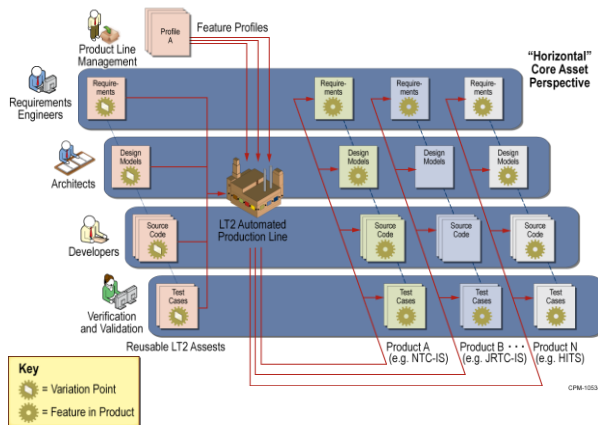 Product Line
Management
Profile
A
Feature Profiles
"Horizontal"
Core Asset
Perspective
Requirements
Engineers
Require-
ments
Require-
ments
Require-
ments
Require-
ments
Architects
Design
Models
Design
Models
Design
Models
Design
Models
LT2 Automated
Production Line
Developers
Source
Code
Source
Code
Source
Code
Source
Code
Verification
and Validation
Test
Cases
Test
Cases
Test
Cases
Test
Cases
Reusable LT2 Assests
Product A
(e.g. NTC-IS)
Product B · · ·
(e.g. JRTC-IS)
Product N
(e.g. HITS)
Key
= Variation Point
= Feature in Product
CPM-1053